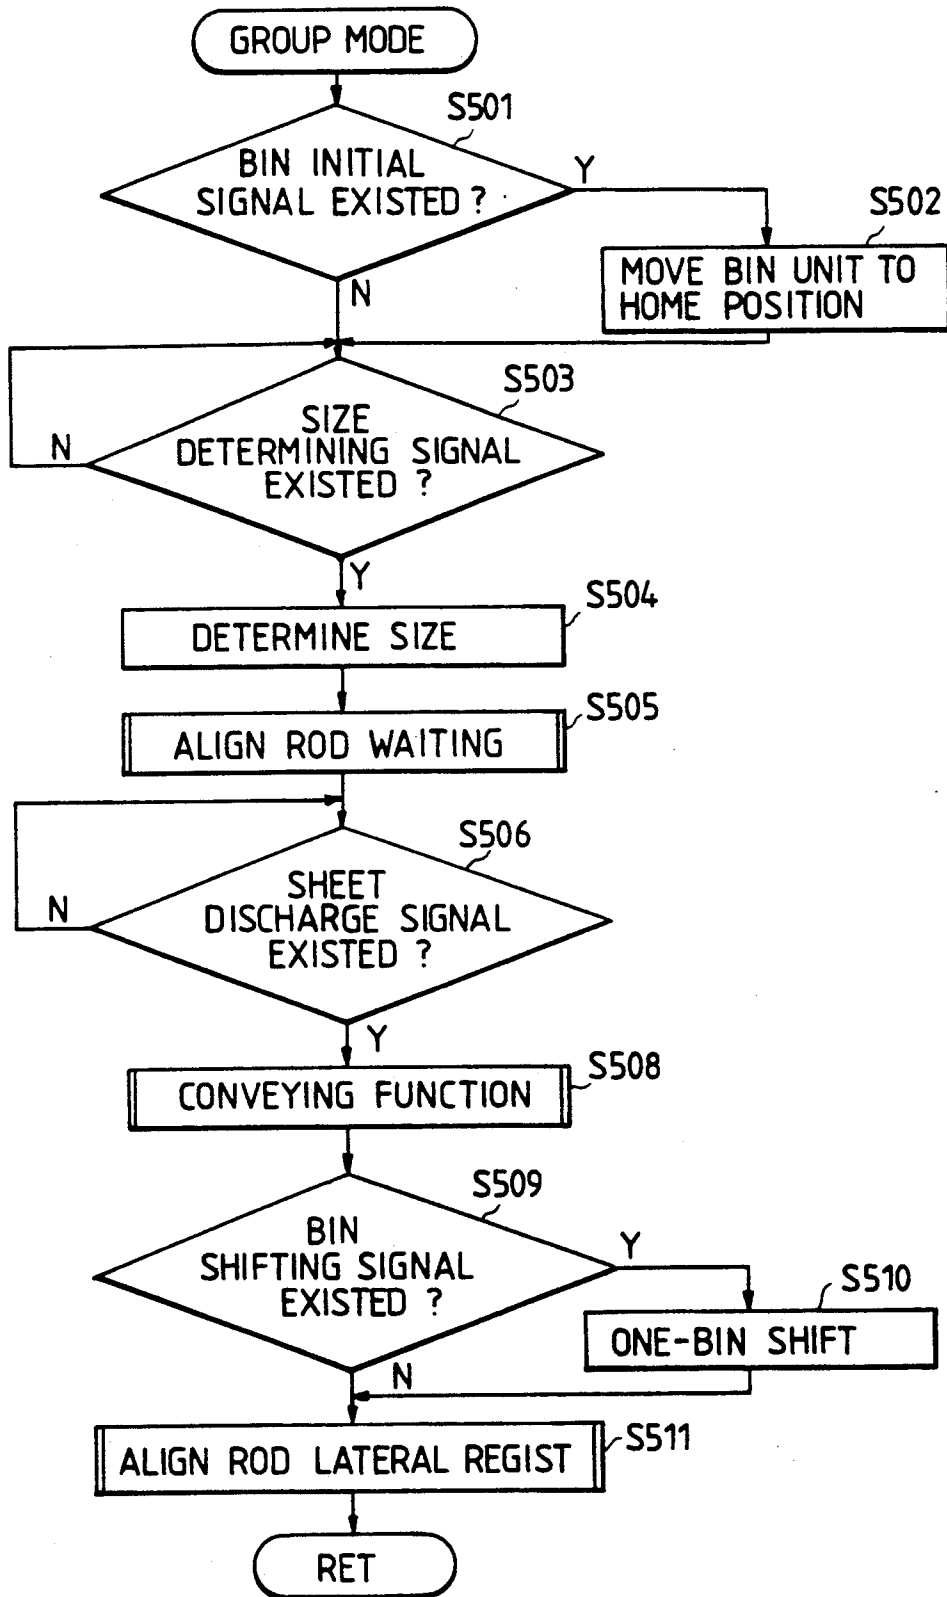 GROUP MODE
S501
BIN INITIAL
SIGNAL EXISTED ?
Y
S502
MOVE BIN UNIT TO
HOME POSITION
N
S503
SIZE
DETERMINING SIGNAL
EXISTED ?
N
Y
S504
DETERMINE SIZE
S505
ALIGN ROD WAITING
S506
SHEET
DISCHARGE SIGNAL
EXISTED ?
N
Y
S508
CONVEYING FUNCTION
S509
BIN
SHIFTING SIGNAL
EXISTED ?
Y
S510
ONE-BIN SHIFT
N
S511
ALIGN ROD LATERAL REGIST
RET